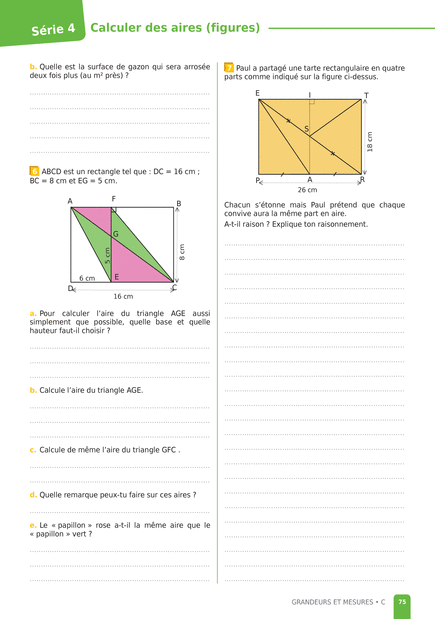 Série 4
Calculer des aires (figures)
b. Quelle est la surface de gazon qui sera arrosée
deux fois plus (au m² près) ?
6 ABCD est un rectangle tel que : DC = 16 cm ;
BC = 8 cm et EG = 5 cm.
A
F
B
G
5 cm
8 cm
6 cm
E
D
C
16 cm
a. Pour calculer l'aire du triangle AGE aussi
simplement que possible, quelle base et quelle
hauteur faut-il choisir ?
b. Calcule l'aire du triangle AGE.
c. Calcule de même l'aire du triangle GFC .
d. Quelle remarque peux-tu faire sur ces aires ?
e. Le « papillon » rose a-t-il la même aire que le
« papillon » vert ?
7 Paul a partagé une tarte rectangulaire en quatre
parts comme indiqué sur la figure ci-dessus.
E
I
T
S
18 cm
P
A
R
26 cm
Chacun s'étonne mais Paul prétend que chaque
convive aura la même part en aire.
A-t-il raison ? Explique ton raisonnement.
GRANDEURS ET MESURES • C
75